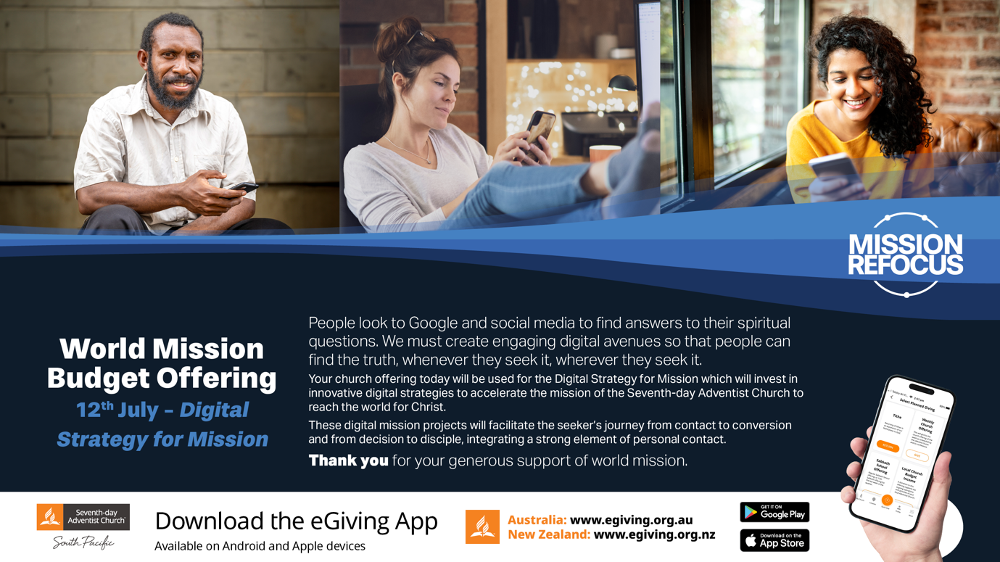 MISSION
REFOCUS
World Mission
Budget Offering
12th July – Digital
Strategy for Mission
People look to Google and social media to find answers to their spiritual
questions. We must create engaging digital avenues so that people can
find the truth, whenever they seek it, wherever they seek it.
Your church offering today will be used for the Digital Strategy for Mission which will invest in
innovative digital strategies to accelerate the mission of the Seventh-day Adventist Church to
reach the world for Christ.
These digital mission projects will facilitate the seeker's journey from contact to conversion
and from decision to disciple, integrating a strong element of personal contact.
Thank you for your generous support of world mission.
Select Planned Giving
Tithe
Weekly
Church
Offering
Sabbath
School
Offering
Local Church
Budget
Income
Seventh-day
Adventist Church
South Pacific
Download the eGiving App
Available on Android and Apple devices
Australia: www.egiving.org.au
New Zealand: www.egiving.org.nz
GET IT ON
Google Play
Download on the
App Store